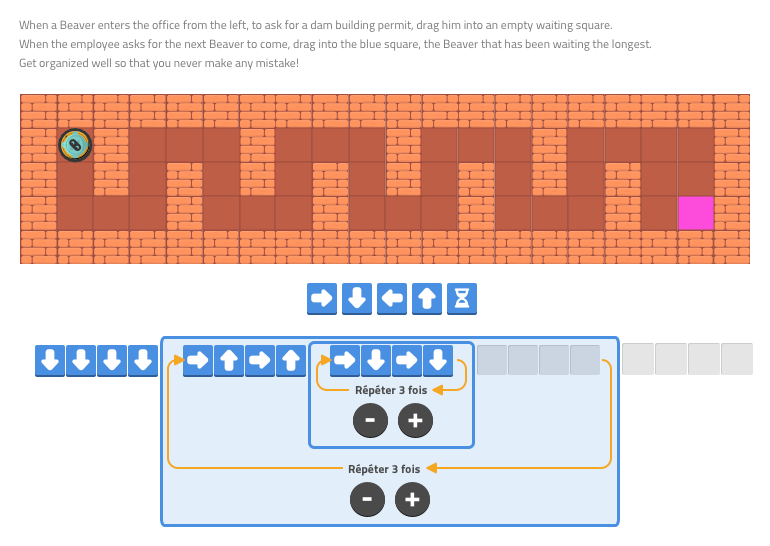 When a Beaver enters the office from the left, to ask for a dam building permit, drag him into an empty waiting square.
When the employee asks for the next Beaver to come, drag into the blue square, the Beaver that has been waiting the longest.
Get organized well so that you never make any mistake!
Répéter 3 fois
Répéter 3 fois